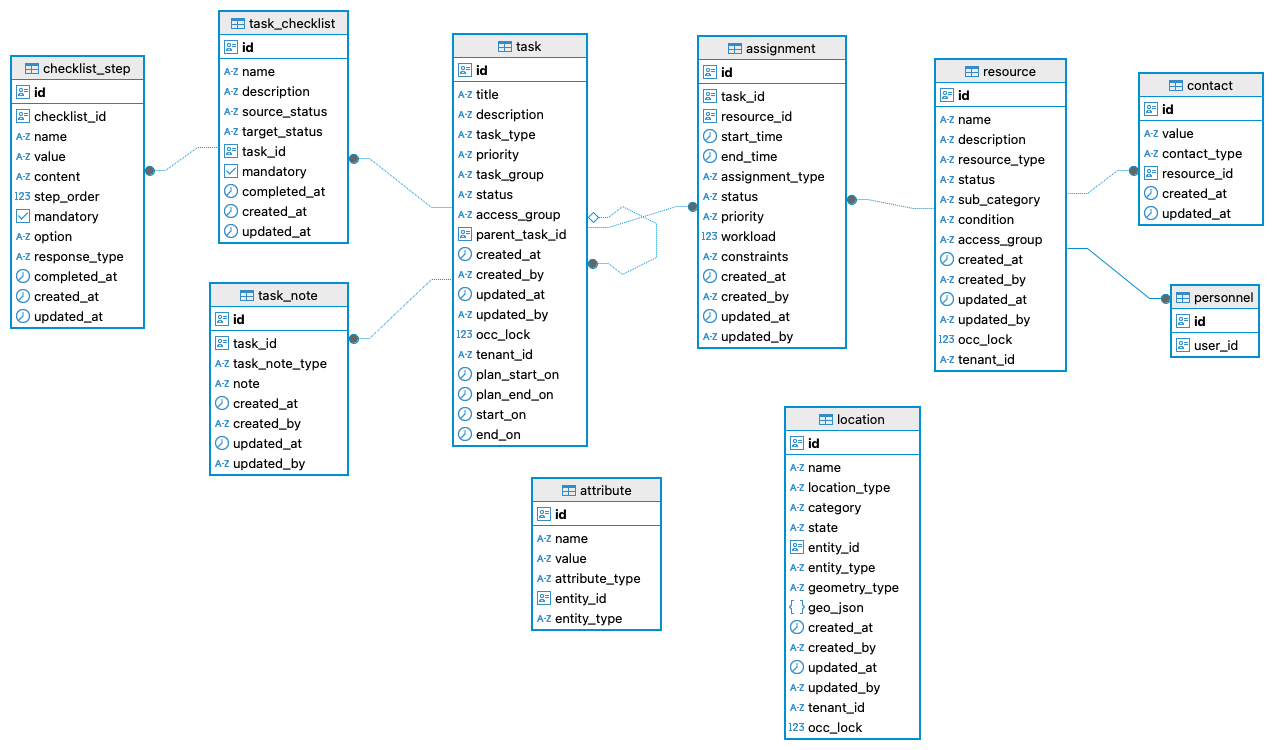 checklist_step
id
checklist_id
name
value
content
123 step_order
mandatory
option
response_type
completed_at
created_at
updated_at
task_checklist
id
A-Z name
A-Z description
A-Z source_status
A-Z target_status
task_id
mandatory
completed_at
created_at
updated_at
task_note
id
task_id
A-Z task_note_type
A-Z note
created_at
A-Z created_by
updated_at
A-Z updated_by
task
id
A-Z title
A-Z description
A-Z task_type
A-Z priority
A-Z task_group
A-Z status
A-Z access_group
parent_task_id
created_at
A-Z created_by
updated_at
A-Z updated_by
123 occ_lock
A-Z tenant_id
plan_start_on
plan_end_on
start_on
end_on
attribute
id
A-Z name
A-Z value
A-Z attribute_type
entity_id
A-Z entity_type
assignment
id
task_id
resource_id
start_time
end_time
A-Z assignment_type
A-Z status
A-Z priority
123 workload
A-Z constraints
created_at
A-Z created_by
updated_at
A-Z updated_by
location
id
A-Z name
A-Z location_type
A-Z category
A-Z state
entity_id
A-Z entity_type
A-Z geometry_type
{ } geo_json
created_at
A-Z created_by
updated_at
A-Z updated_by
A-Z tenant_id
123 occ_lock
resource
id
A-Z name
A-Z description
A-Z resource_type
A-Z status
A-Z sub_category
A-Z condition
A-Z access_group
created_at
A-Z created_by
updated_at
A-Z updated_by
123 occ_lock
A-Z tenant_id
contact
id
A-Z value
A-Z contact_type
resource_id
created_at
updated_at
personnel
id
user_id